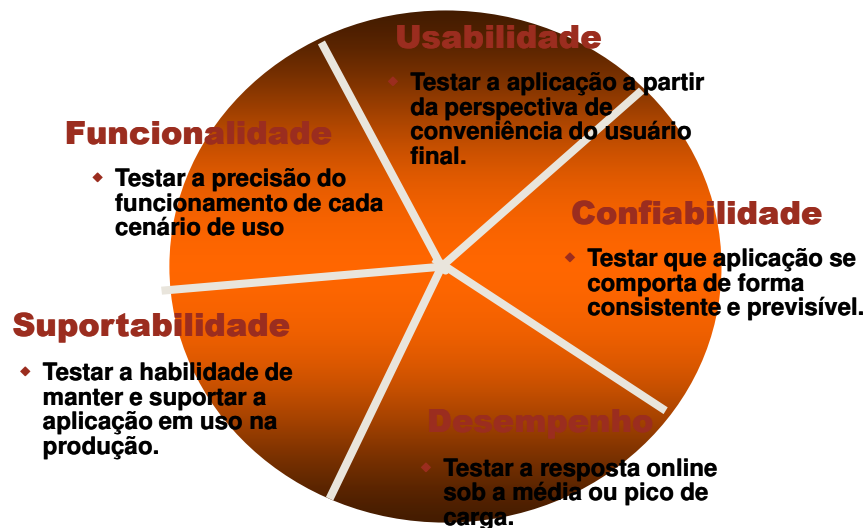 Usabilidade
Testar a aplicação a partir
da perspectiva de
conveniência do usuário
final.
Funcionalidade
Testar a precisão do
funcionamento de cada
cenário de uso
Confiabilidade
Testar que aplicação se
comporta de forma
consistente e previsível.
Suportabilidade
Testar a habilidade de
manter e suportar a
aplicação em uso na
produção.
Desempenho
Testar a resposta online
sob a média ou pico de
carga.